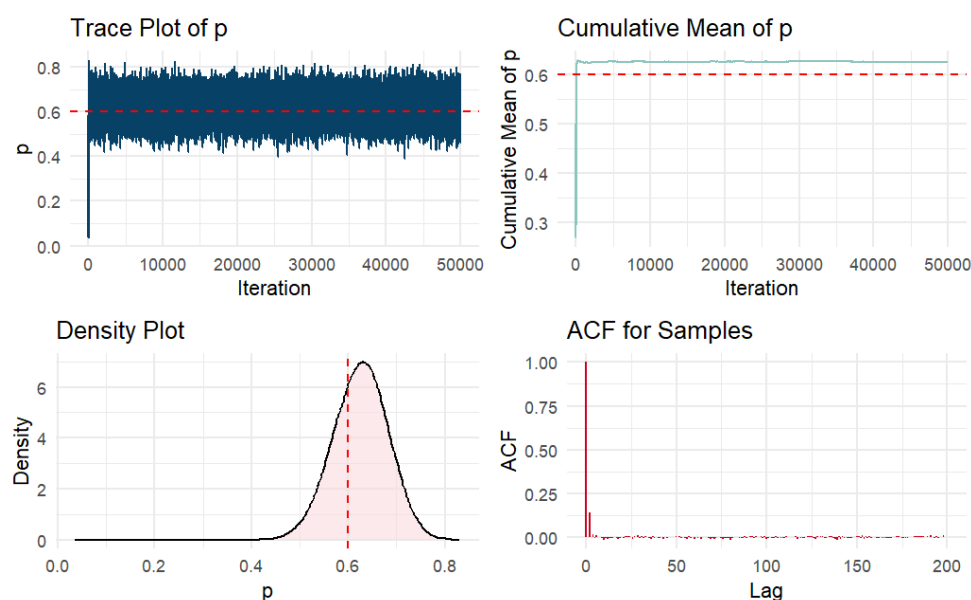 Trace Plot of p
0.8
0.6
0.4
0.2
0.0
p
0 10000 20000 30000 40000 50000
Iteration
Cumulative Mean of p
0.6
0.5
0.4
0.3
Cumulative Mean of p
0 10000 20000 30000 40000 50000
Iteration
Density Plot
6
4
2
0
Density
0.0 0.2 0.4 0.6 0.8
p
ACF for Samples
1.00
0.75
0.50
0.25
0.00
ACF
0 50 100 150 200
Lag